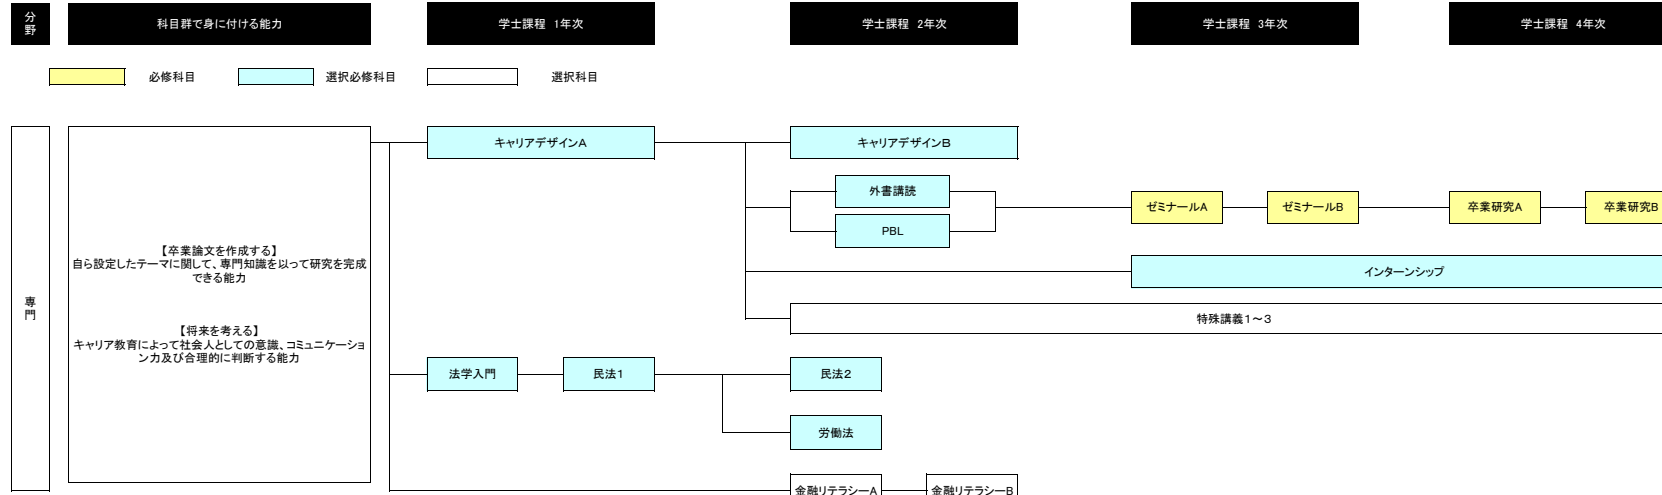 分野
科目群で身に付ける能力
学士課程 1年次
学士課程 2年次
学士課程 3年次
学士課程 4年次
必修科目
選択必修科目
選択科目
専門
【卒業論文を作成する】
自ら設定したテーマに関して、専門知識を以って研究を完成
できる能力
【将来を考える】
キャリア教育によって社会人としての意識、コミュニケーショ
ン力及び合理的に判断する能力
キャリアデザインA
キャリアデザインB
外書講読
PBL
ゼミナールA
ゼミナールB
卒業研究A
卒業研究B
インターンシップ
特殊講義1～3
法学入門
民法1
民法2
労働法
金融リテラシーA
金融リテラシーB